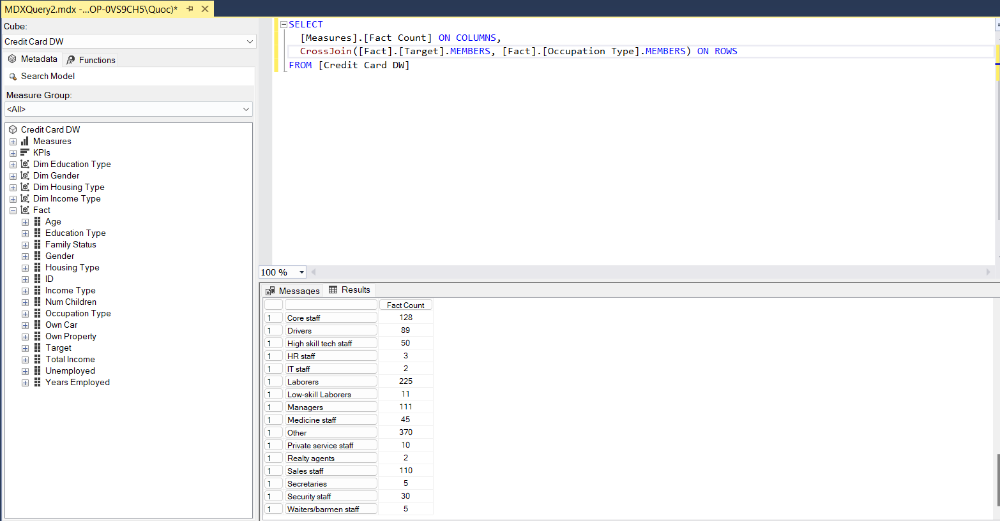 MDXQuery2.mdx -...OP-0VS9CH5\Quoc)*
Cube:
Credit Card DW
Metadata
Functions
Search Model
Measure Group:
<All>
Credit Card DW
Measures
KPIs
Dim Education Type
Dim Gender
Dim Housing Type
Dim Income Type
Fact
Age
Education Type
Family Status
Gender
Housing Type
ID
Income Type
Num Children
Occupation Type
Own Car
Own Property
Target
Total Income
Unemployed
Years Employed
SELECT
[Measures].[Fact Count] ON COLUMNS,
CrossJoin([Fact].[Target].MEMBERS, [Fact].[Occupation Type].MEMBERS) ON ROWS
FROM [Credit Card DW]
100 %
Messages
Results
Fact Count
1 Core staff 128
1 Drivers 89
1 High skill tech staff 50
1 HR staff 3
1 IT staff 2
1 Laborers 225
1 Low-skill Laborers 11
1 Managers 111
1 Medicine staff 45
1 Other 370
1 Private service staff 10
1 Realty agents 2
1 Sales staff 110
1 Secretaries 5
1 Security staff 30
1 Waiters/barmen staff 5